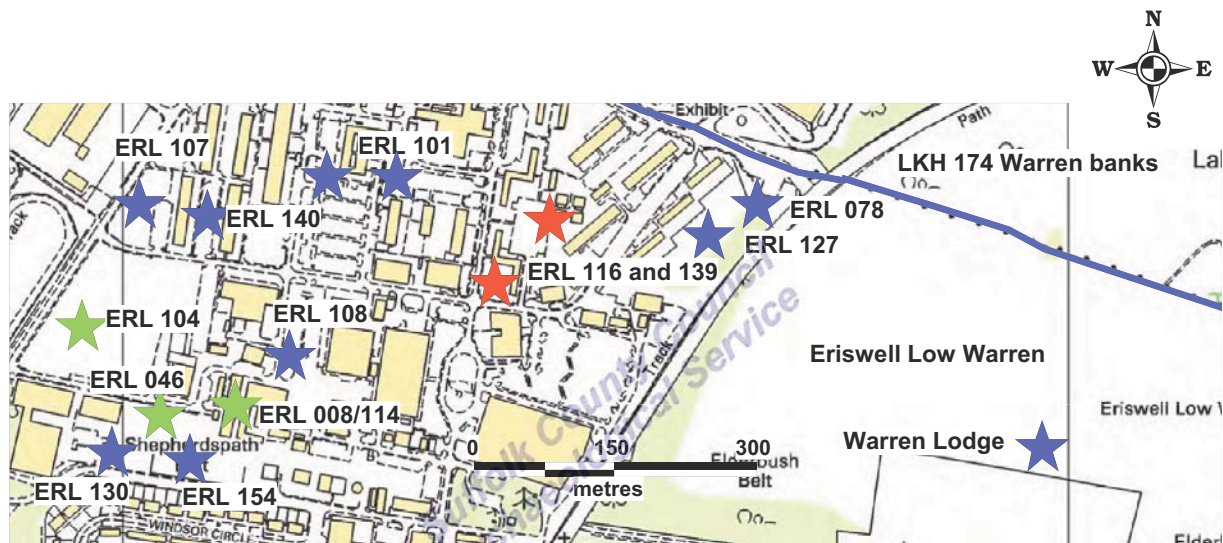 N
W E
S
Exhibit
Path
ERL 107
ERL 101
LKH 174 Warren banks
ERL 140
ERL 078
ERL 127
ERL 116 and 139
ERL 104
ERL 108
Track
Eriswell Low Warren
ERL 046
ERL 008/114
Eriswell Low
Shepherdspath
Belt
Warren Lodge
0 150 300
metres
Belt
ERL 130
ERL 154
WINDSOR CIRCLE
Suffolk County Council
Archaeological Service